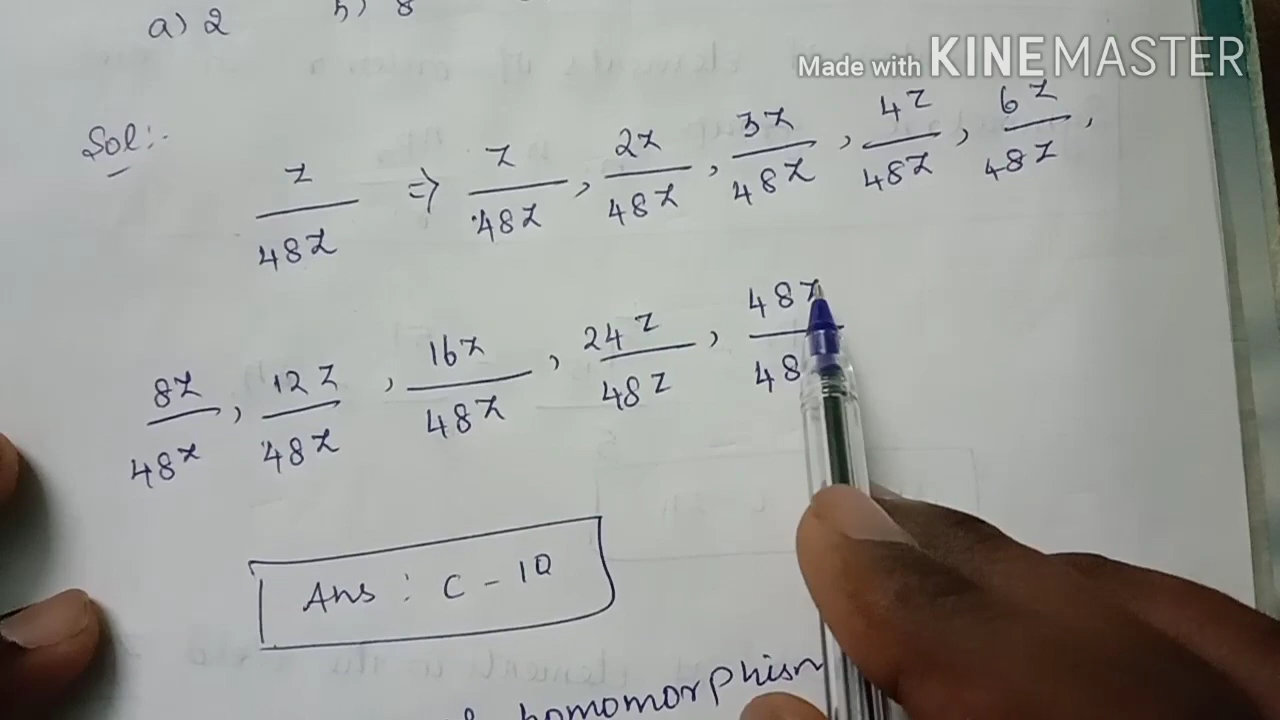 a) 2 b) 8
Made with KINEMASTER
Sol:-
z/48z ⇒ z/48z, 2z/48z, 3z/48z, 4z/48z, 6z/48z,
8z/48z, 12z/48z, 16z/48z, 24z/48z, 48z/48
Ans : C - 10
homomorphism